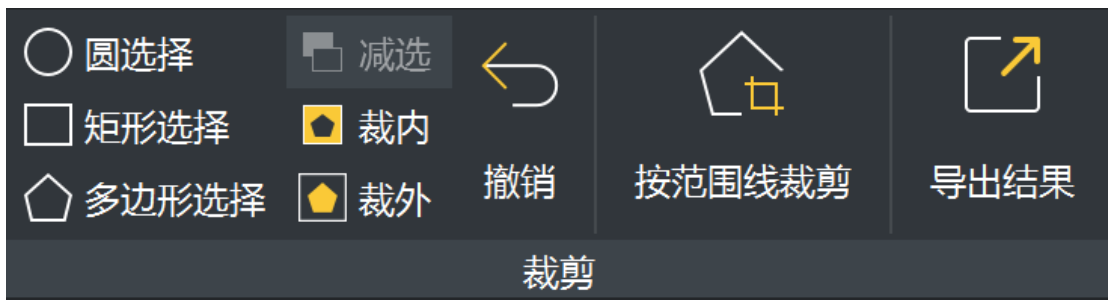 圆选择
矩形选择
多边形选择
减选
裁内
裁外
撤销
按范围线裁剪
导出结果
裁剪